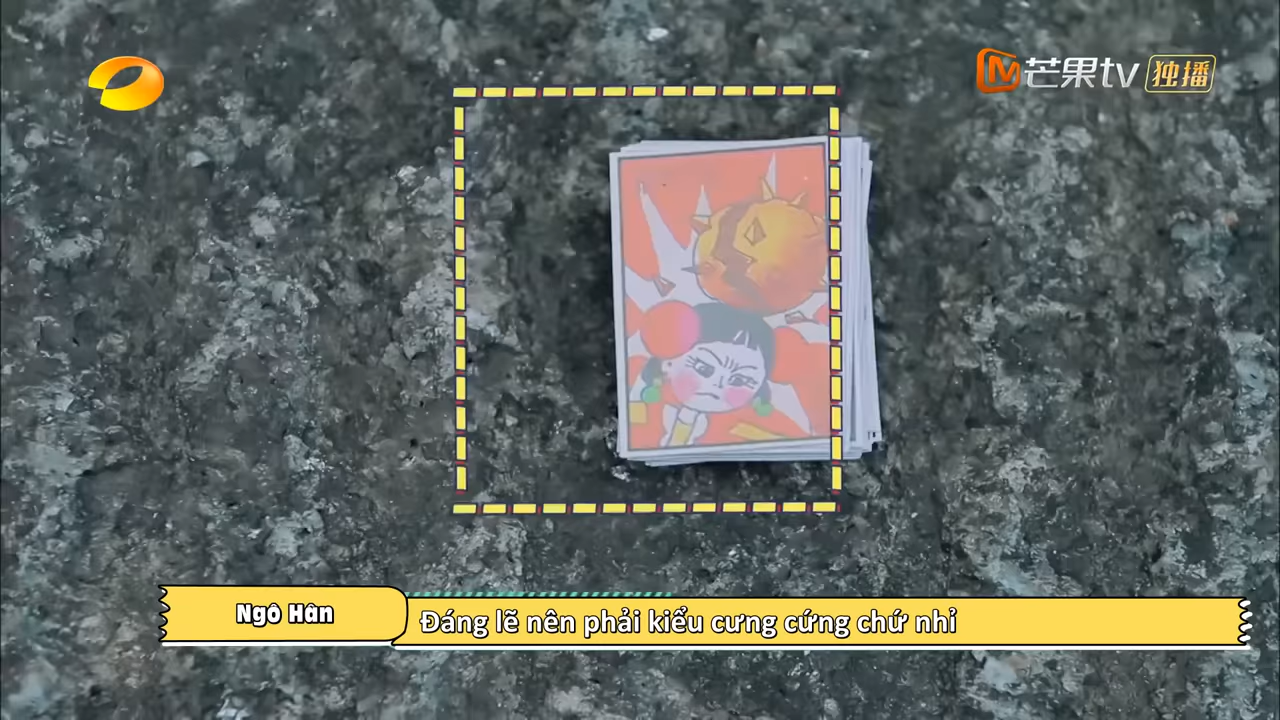 芒果tv 独播
Ngô Hân
Đáng lẽ nên phải kiểu cưng cứng chứ nhỉ